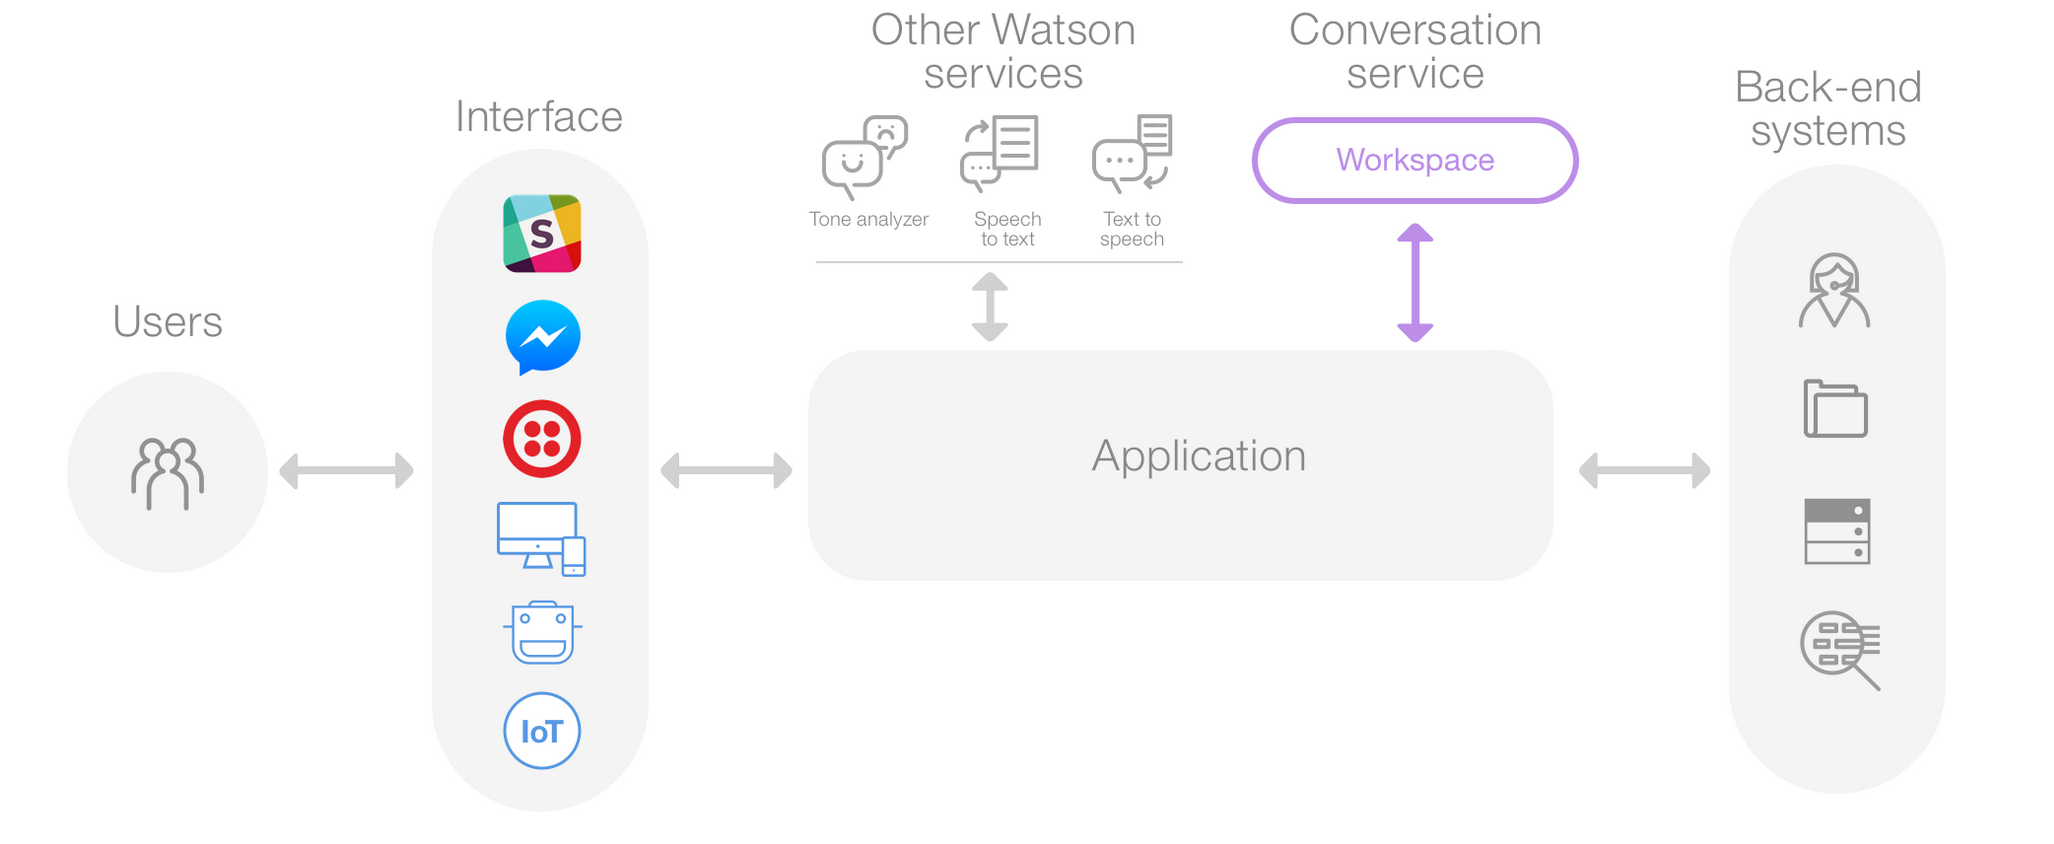 Users
Interface
S
IoT
Other Watson
services
Tone analyzer
Speech
to text
Text to
speech
Conversation
service
Workspace
Application
Back-end
systems